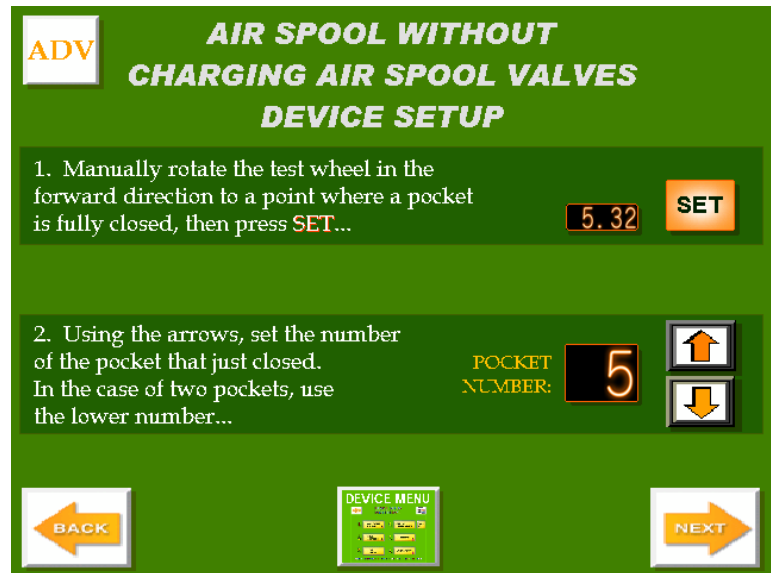 ADV
AIR SPOOL WITHOUT
CHARGING AIR SPOOL VALVES
DEVICE SETUP
1. Manually rotate the test wheel in the
forward direction to a point where a pocket
is fully closed, then press SET...
5.32
SET
2. Using the arrows, set the number
of the pocket that just closed.
In the case of two pockets, use
the lower number...
POCKET
NUMBER:
5
BACK
DEVICE MENU
NEXT